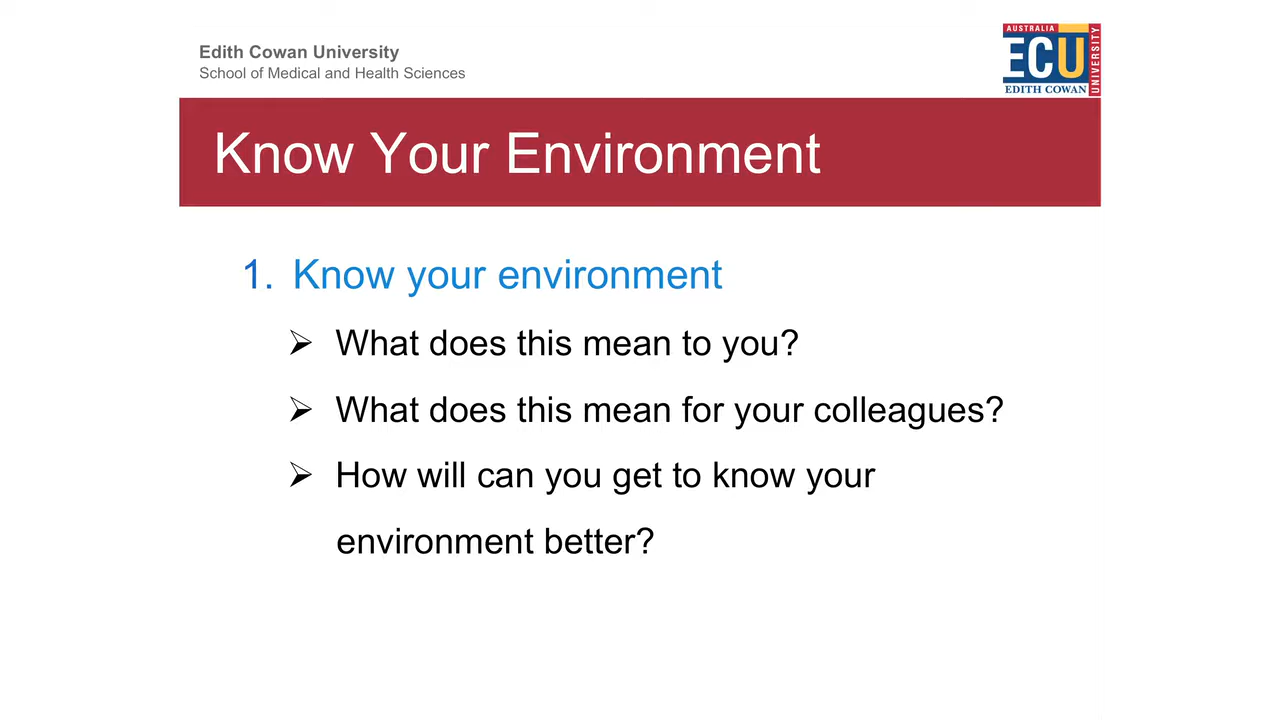 Edith Cowan University
School of Medical and Health Sciences
AUSTRALIA
ECU
UNIVERSITY
EDITH COWAN
Know Your Environment
1. Know your environment
➢ What does this mean to you?
➢ What does this mean for your colleagues?
➢ How will can you get to know your
environment better?